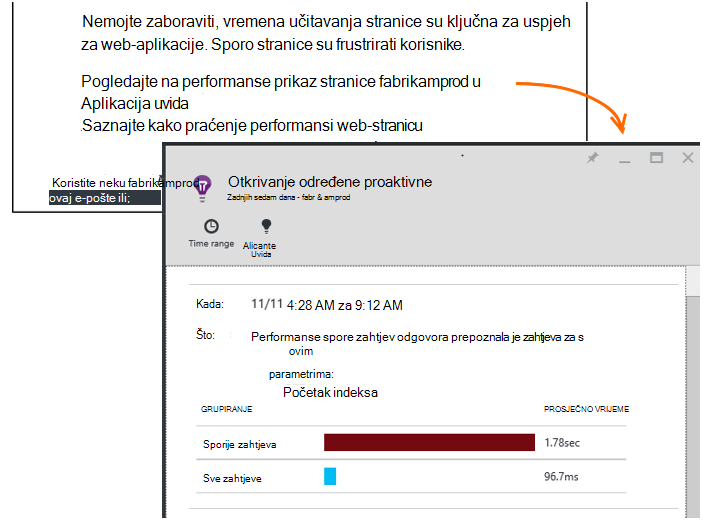 Nemojte zaboraviti, vremena učitavanja stranice su ključna za uspjeh
za web-aplikacije. Sporo stranice su frustrirati korisnike.
Pogledajte na performanse prikaz stranice fabrikamprod u
Aplikacija uvida
.Saznajte kako praćenje performansi web-stranicu
Koristite neku fabrikamprod
ovaj e-pošte ili;
Otkrivanje određene proaktivne
Zadnjih sedam dana - fabr & amprod
Time range
Alicante
Uvida
Kada: 11/11 4:28 AM za 9:12 AM
Što: Performanse spore zahtjev odgovora prepoznala je zahtjeva za s
ovim
parametrima:
Početak indeksa
GRUPIRANJE PROSJEČNO VRIJEME
Sporije zahtjeva 1.78sec
Sve zahtjeve 96.7ms